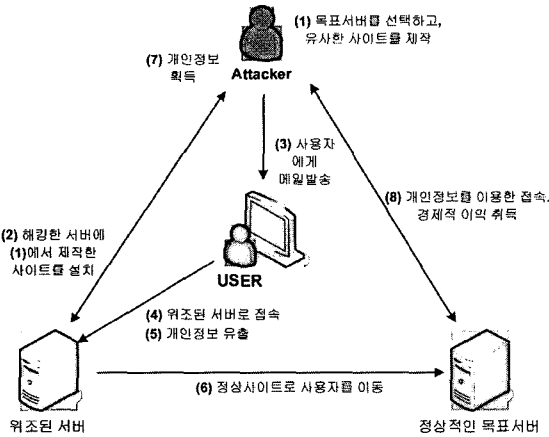 (1) 목표서버를 선택하고,
유사한 사이트를 제작
(7) 개인정보
획득
Attacker
(3) 사용자
에게
메일발송
(8) 개인정보를 이용한 접속,
경제적 이익 취득
(2) 해킹한 서버에
(1)에서 제작한
사이트를 설치
USER
(4) 위조된 서버로 접속
(5) 개인정보 유출
(6) 정상사이트로 사용자를 이동
위조된 서버
정상적인 목표서버